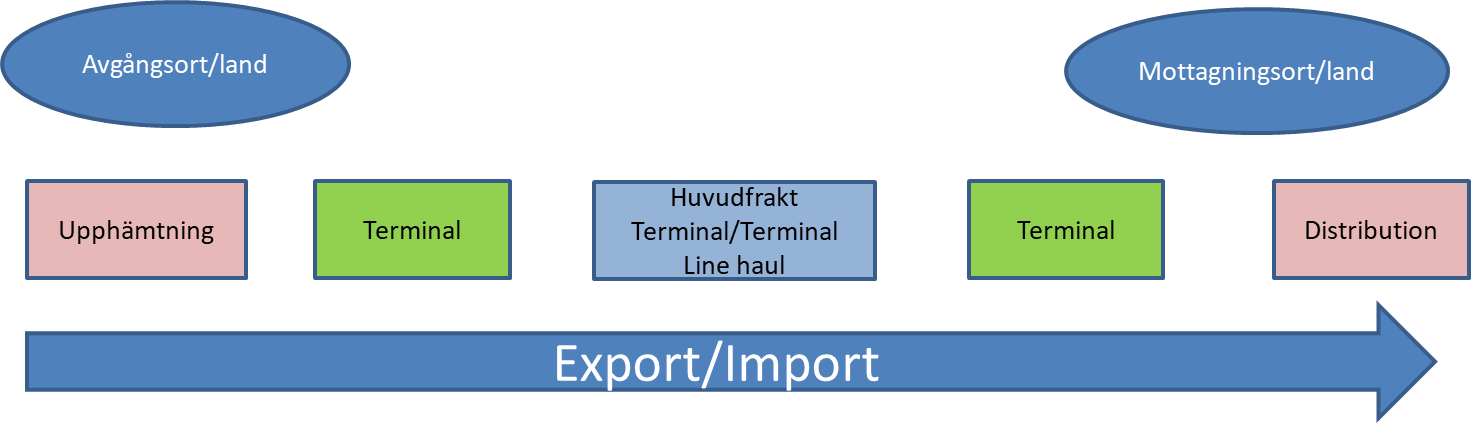 Avgångsort/land
Mottagningsort/land
Upphämtning
Terminal
Huvudfrakt
Terminal/Terminal
Line haul
Terminal
Distribution
Export/Import